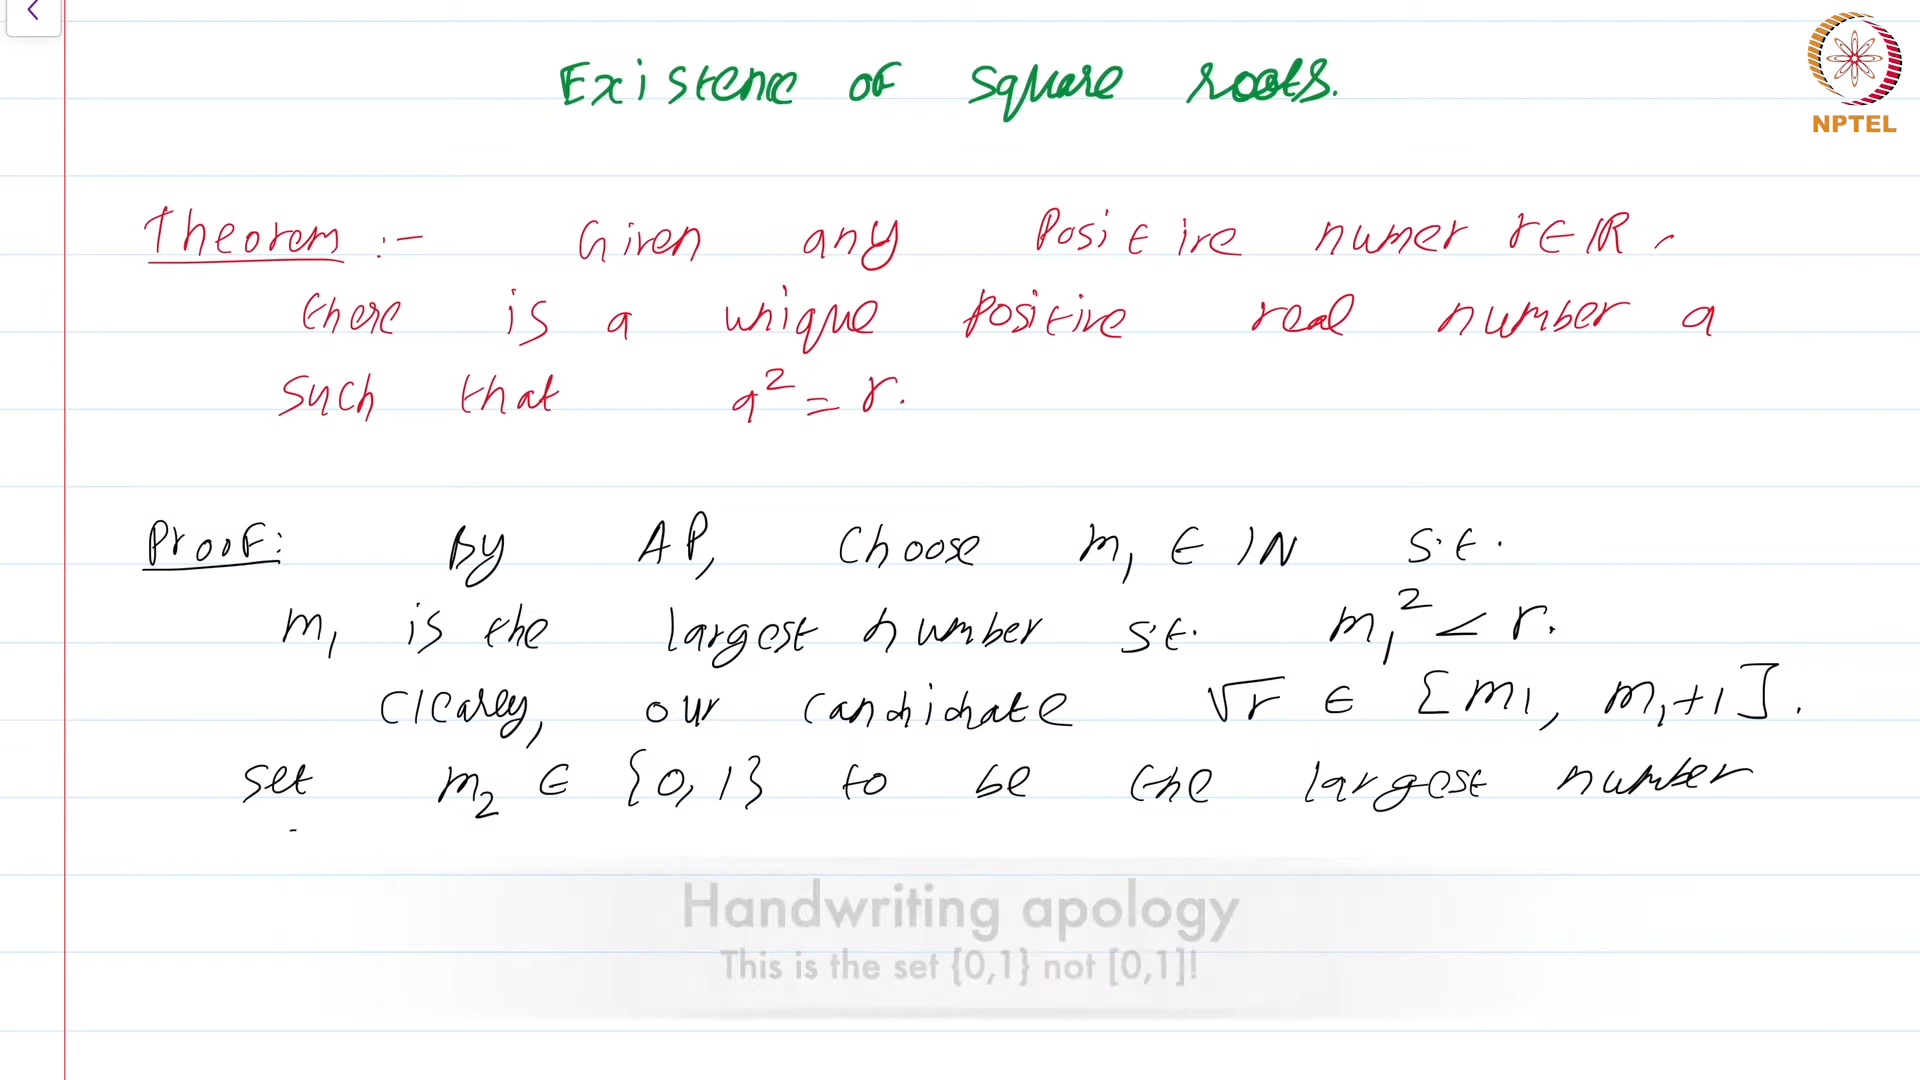 Existence of square roots.
NPTEL
Theorem :- Given any positive numer r ∈ ℝ,
there is a unique positive real number a
such that a² = r.
Proof: By AP, choose m₁ ∈ ℕ s.t.
m₁ is the largest number s.t. m₁² < r.
Clearly, our candidate √r ∈ [m1, m₁+1].
set m₂ ∈ {0,1} to be the largest number
Handwriting apology
This is the set {0,1} not [0,1]!